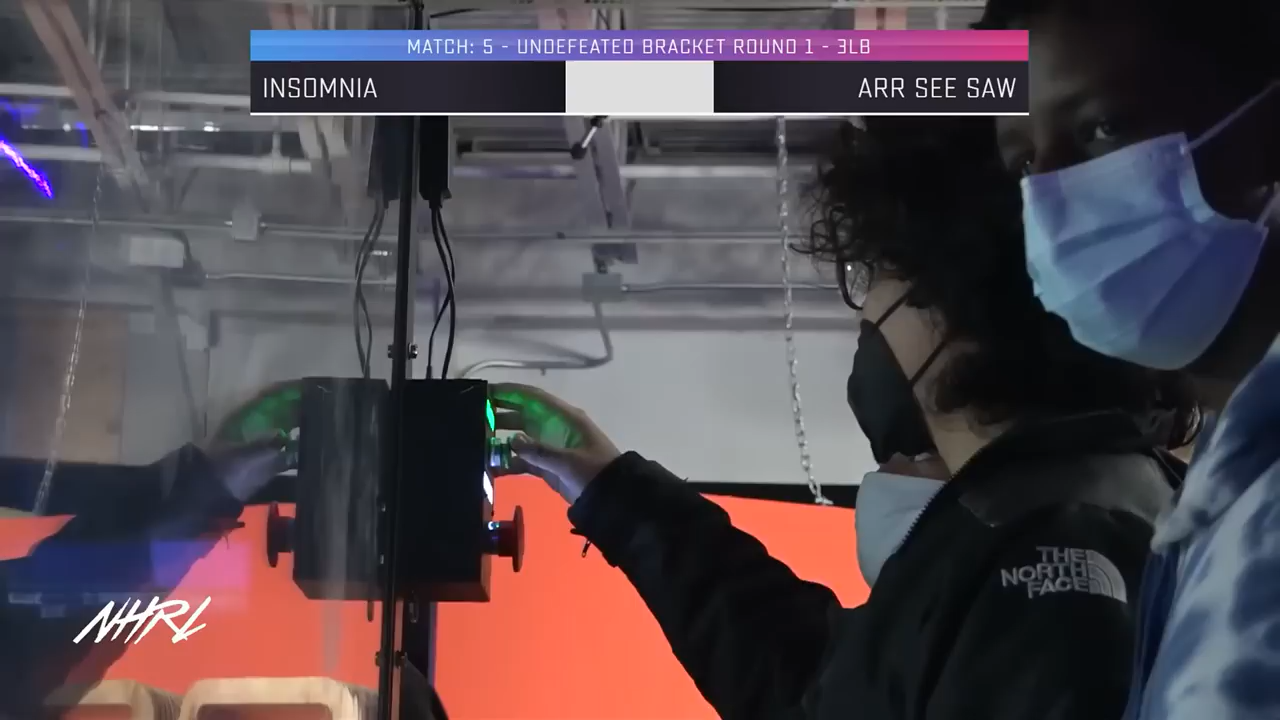 MATCH: 5 - UNDEFEATED BRACKET ROUND 1 - 3LB
INSOMNIA
ARR SEE SAW
THE
NORTH
FACE
NHRL